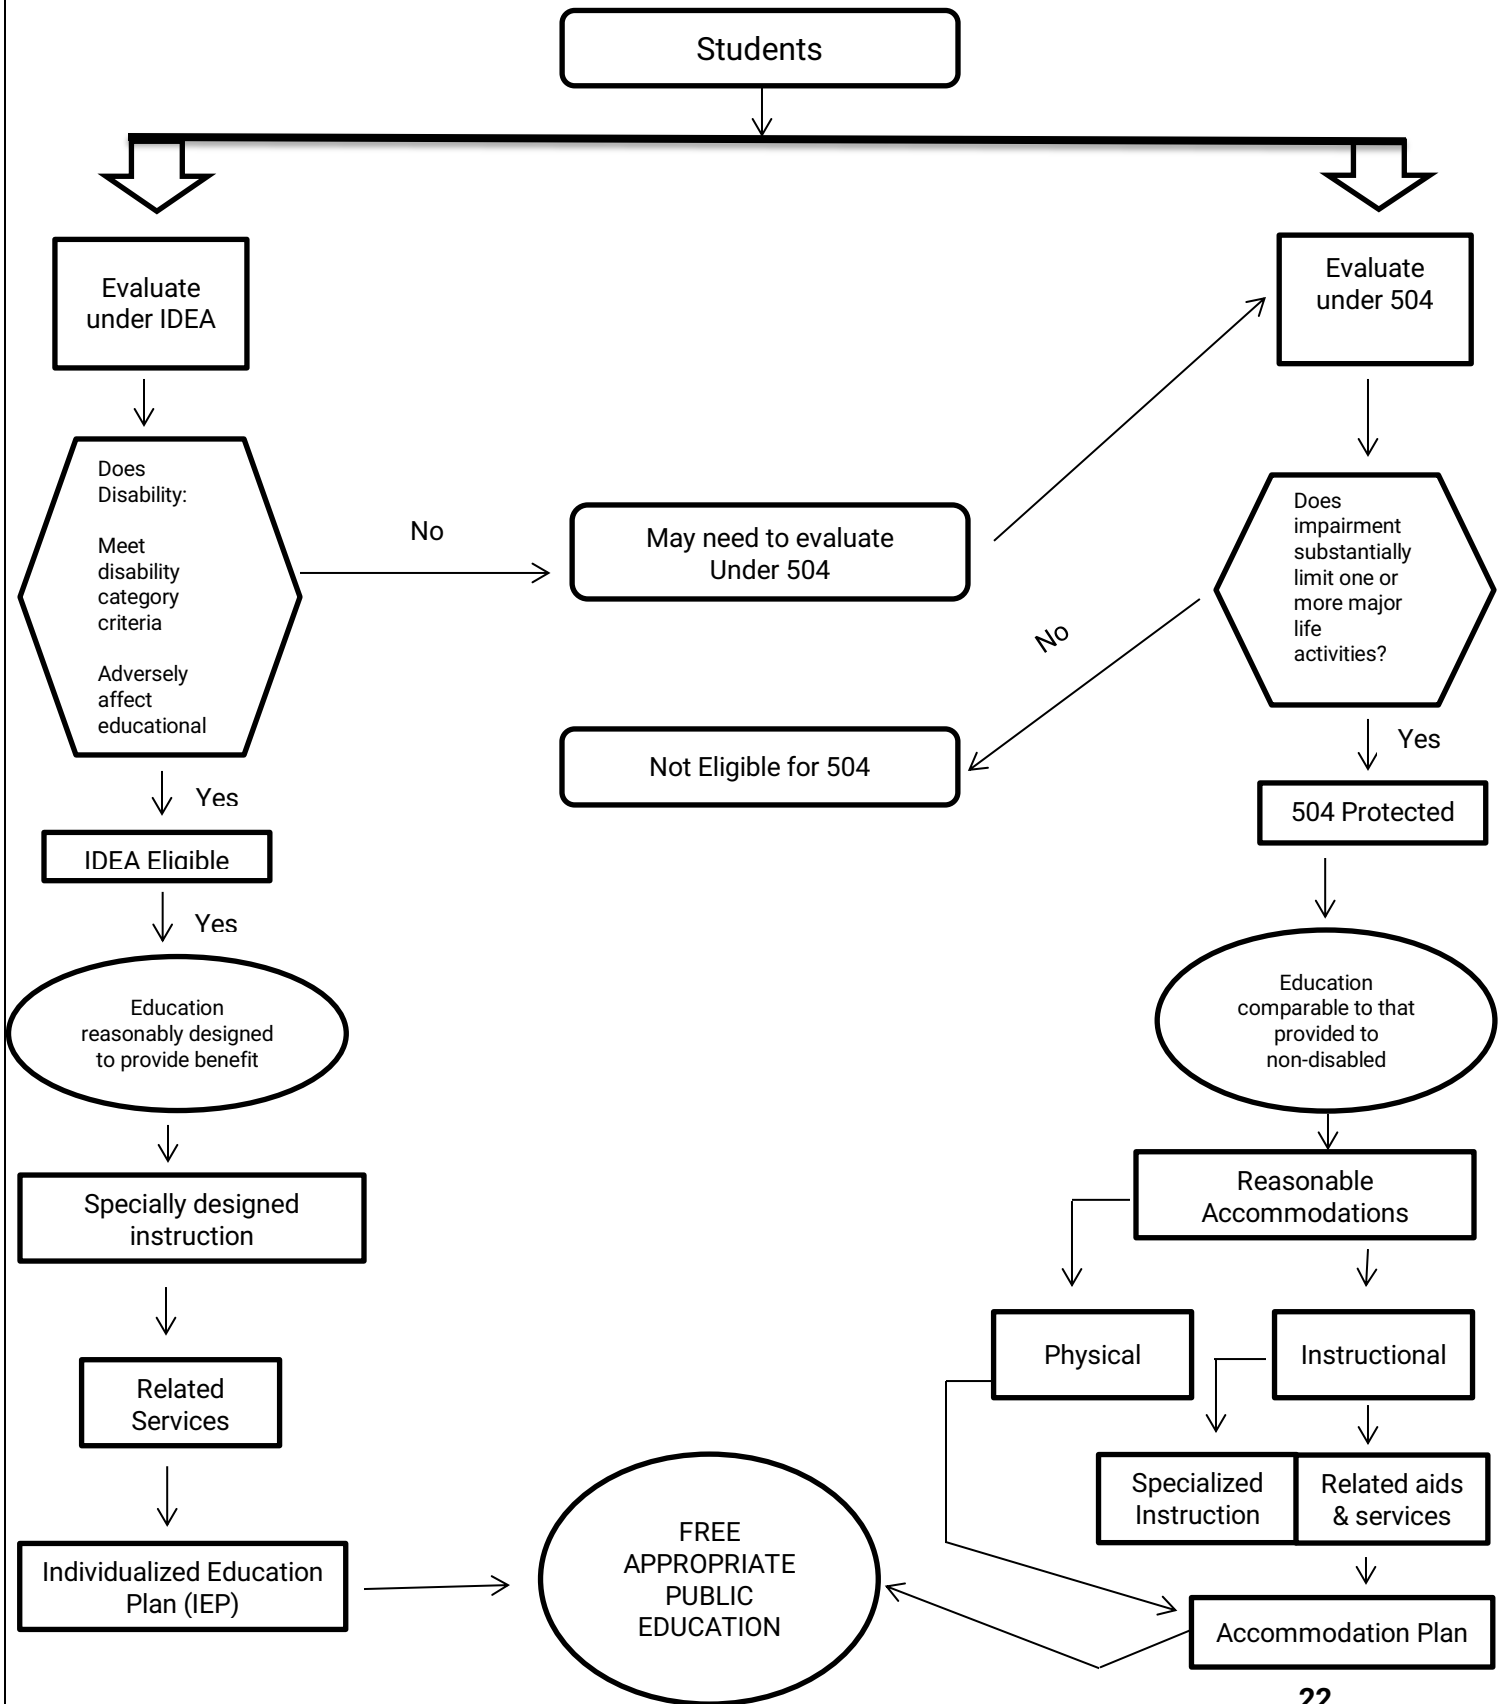 Students
Evaluate
under IDEA
Evaluate
under 504
Does
Disability:
Meet
disability
category
criteria
Adversely
affect
educational
No
May need to evaluate
Under 504
Does
impairment
substantially
limit one or
more major
life
activities?
No
Not Eligible for 504
Yes
Yes
504 Protected
IDEA Eligible
Yes
Education
reasonably designed
to provide benefit
Education
comparable to that
provided to
non-disabled
Specially designed
instruction
Reasonable
Accommodations
Physical
Instructional
Related
Services
Specialized
Instruction
Related aids
& services
Individualized Education
Plan (IEP)
FREE
APPROPRIATE
PUBLIC
EDUCATION
Accommodation Plan
22